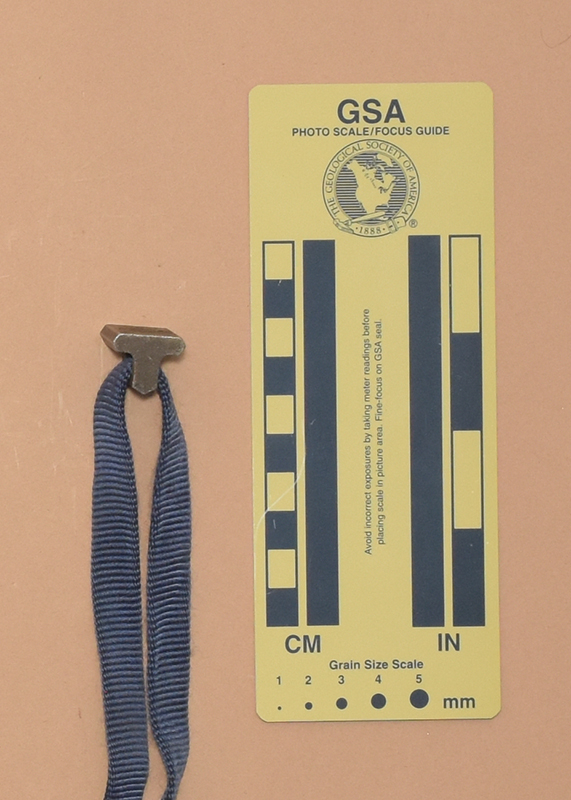 GSA
PHOTO SCALE/FOCUS GUIDE
THE GEOLOGICAL SOCIETY OF AMERICA
·1888·
®
Avoid incorrect exposures by taking meter readings before
placing scale in picture area. Fine-focus on GSA seal.
CM
IN
Grain Size Scale
1 2 3 4 5
mm